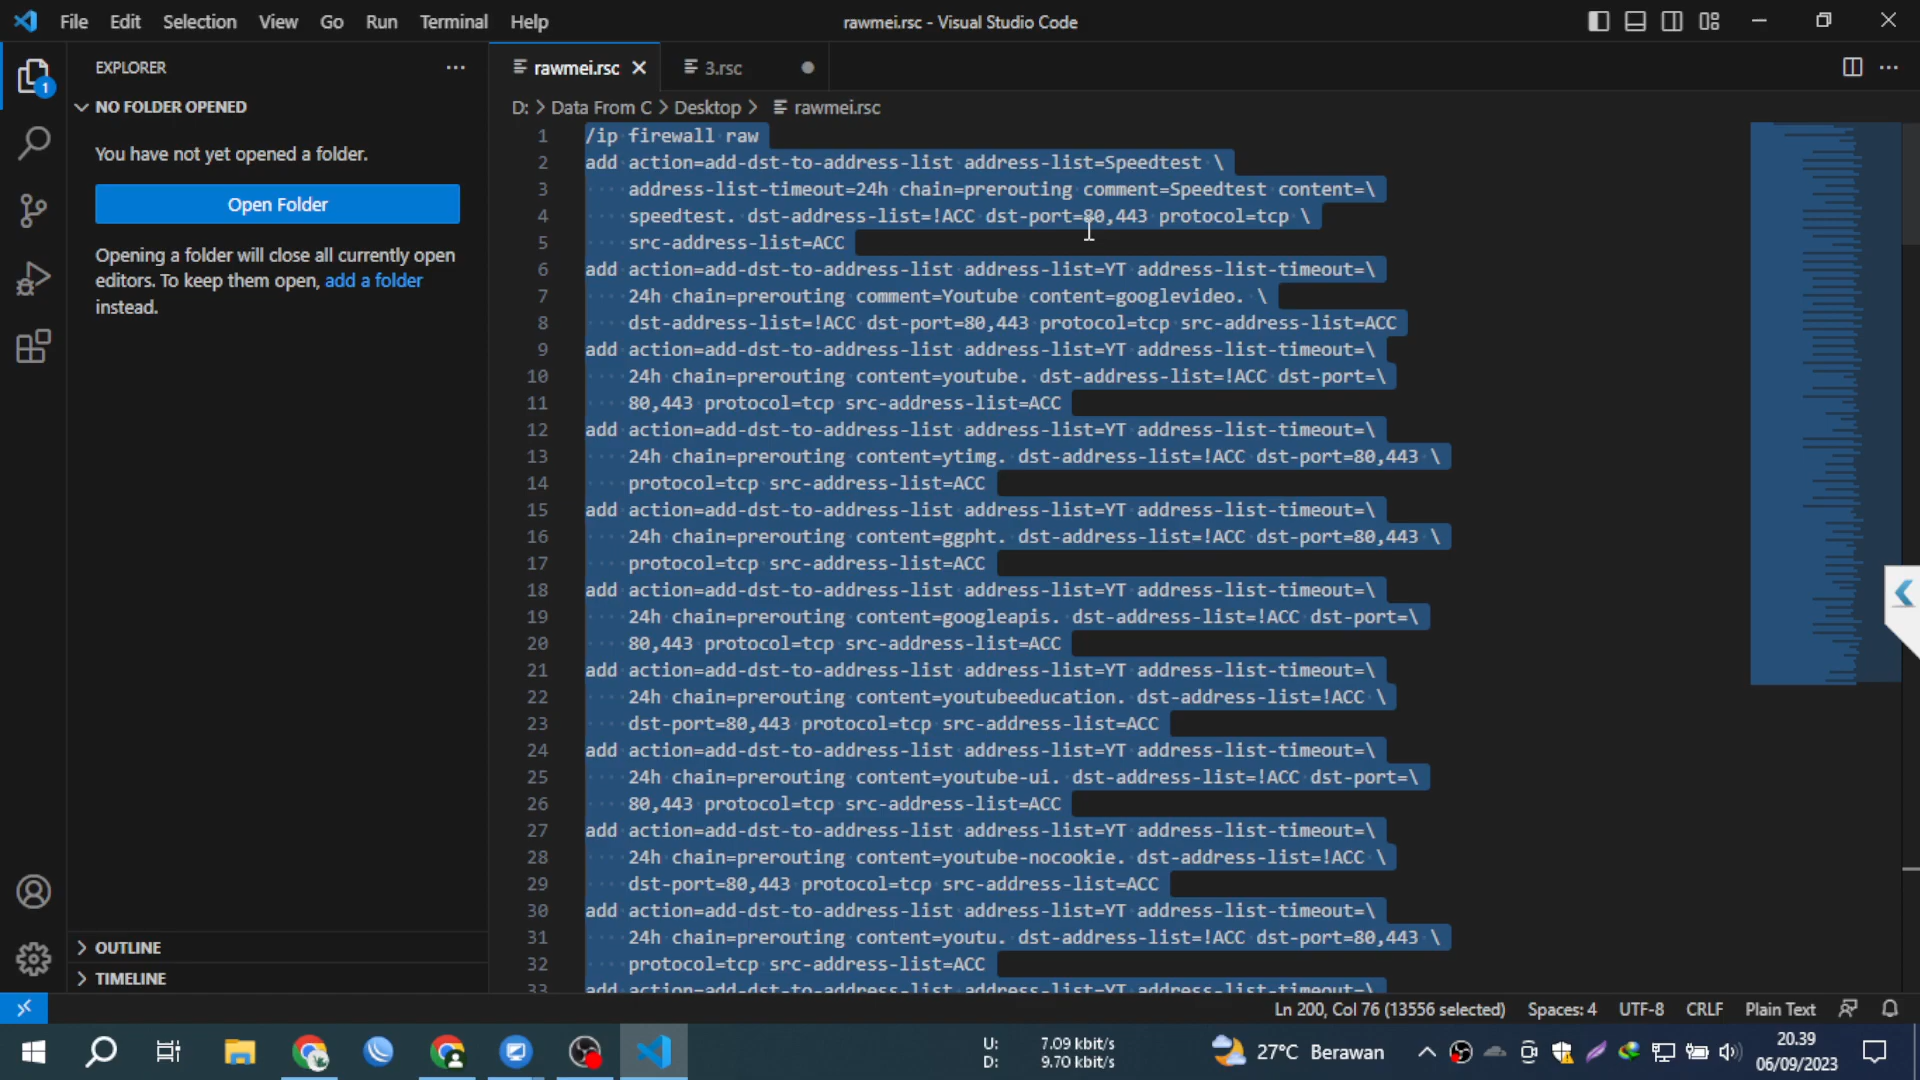 File Edit Selection View Go Run Terminal Help
rawmei.rsc - Visual Studio Code
EXPLORER
NO FOLDER OPENED
You have not yet opened a folder.
Open Folder
Opening a folder will close all currently open
editors. To keep them open, add a folder
instead.
OUTLINE
TIMELINE
1
rawmei.rsc
3.rsc
D: > Data From C > Desktop > rawmei.rsc
1 /ip firewall raw
2 add action=add-dst-to-address-list address-list=Speedtest \
3 address-list-timeout=24h chain=prerouting comment=Speedtest content=\
4 speedtest. dst-address-list=!ACC dst-port=80,443 protocol=tcp \
5 src-address-list=ACC
6 add action=add-dst-to-address-list address-list=YT address-list-timeout=\
7 24h chain=prerouting comment=Youtube content=googlevideo. \
8 dst-address-list=!ACC dst-port=80,443 protocol=tcp src-address-list=ACC
9 add action=add-dst-to-address-list address-list=YT address-list-timeout=\
10 24h chain=prerouting content=youtube. dst-address-list=!ACC dst-port=\
11 80,443 protocol=tcp src-address-list=ACC
12 add action=add-dst-to-address-list address-list=YT address-list-timeout=\
13 24h chain=prerouting content=ytimg. dst-address-list=!ACC dst-port=80,443 \
14 protocol=tcp src-address-list=ACC
15 add action=add-dst-to-address-list address-list=YT address-list-timeout=\
16 24h chain=prerouting content=ggpht. dst-address-list=!ACC dst-port=80,443 \
17 protocol=tcp src-address-list=ACC
18 add action=add-dst-to-address-list address-list=YT address-list-timeout=\
19 24h chain=prerouting content=googleapis. dst-address-list=!ACC dst-port=\
20 80,443 protocol=tcp src-address-list=ACC
21 add action=add-dst-to-address-list address-list=YT address-list-timeout=\
22 24h chain=prerouting content=youtubeeducation. dst-address-list=!ACC \
23 dst-port=80,443 protocol=tcp src-address-list=ACC
24 add action=add-dst-to-address-list address-list=YT address-list-timeout=\
25 24h chain=prerouting content=youtube-ui. dst-address-list=!ACC dst-port=\
26 80,443 protocol=tcp src-address-list=ACC
27 add action=add-dst-to-address-list address-list=YT address-list-timeout=\
28 24h chain=prerouting content=youtube-nocookie. dst-address-list=!ACC \
29 dst-port=80,443 protocol=tcp src-address-list=ACC
30 add action=add-dst-to-address-list address-list=YT address-list-timeout=\
31 24h chain=prerouting content=youtu. dst-address-list=!ACC dst-port=80,443 \
32 protocol=tcp src-address-list=ACC
33 add action=add-dst-to-address-list address-list=YT address-list-timeout=\
Ln 200, Col 76 (13556 selected) Spaces: 4 UTF-8 CRLF Plain Text
U: 7.09 kbit/s
D: 9.70 kbit/s
27°C Berawan
20.39
06/09/2023